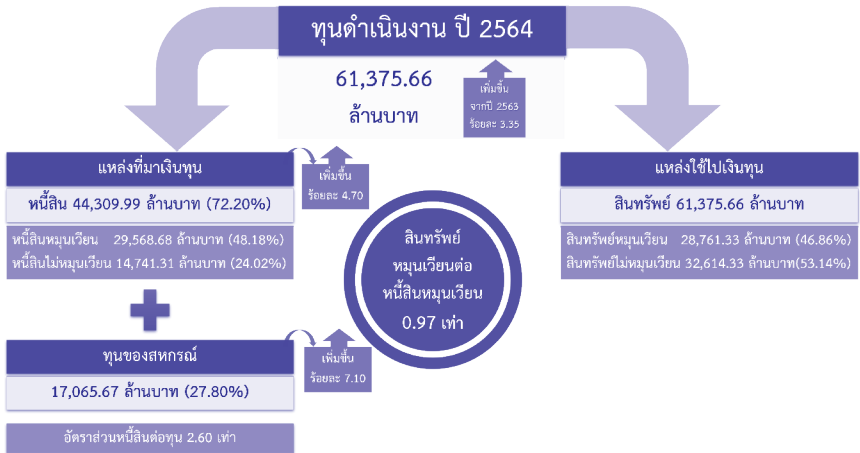 ทุนดำเนินงาน ปี 2564
61,375.66
ล้านบาท
เพิ่มขึ้น
จากปี 2563
ร้อยละ 3.35
แหล่งที่มาเงินทุน
หนี้สิน 44,309.99 ล้านบาท (72.20%)
หนี้สินหมุนเวียน 29,568.68 ล้านบาท (48.18%)
หนี้สินไม่หมุนเวียน 14,741.31 ล้านบาท (24.02%)
เพิ่มขึ้น
ร้อยละ 4.70
ทุนของสหกรณ์
17,065.67 ล้านบาท (27.80%)
อัตราส่วนหนี้สินต่อทุน 2.60 เท่า
เพิ่มขึ้น
ร้อยละ 7.10
สินทรัพย์
หมุนเวียนต่อ
หนี้สินหมุนเวียน
0.97 เท่า
แหล่งใช้ไปเงินทุน
สินทรัพย์ 61,375.66 ล้านบาท
สินทรัพย์หมุนเวียน 28,761.33 ล้านบาท (46.86%)
สินทรัพย์ไม่หมุนเวียน 32,614.33 ล้านบาท(53.14%)